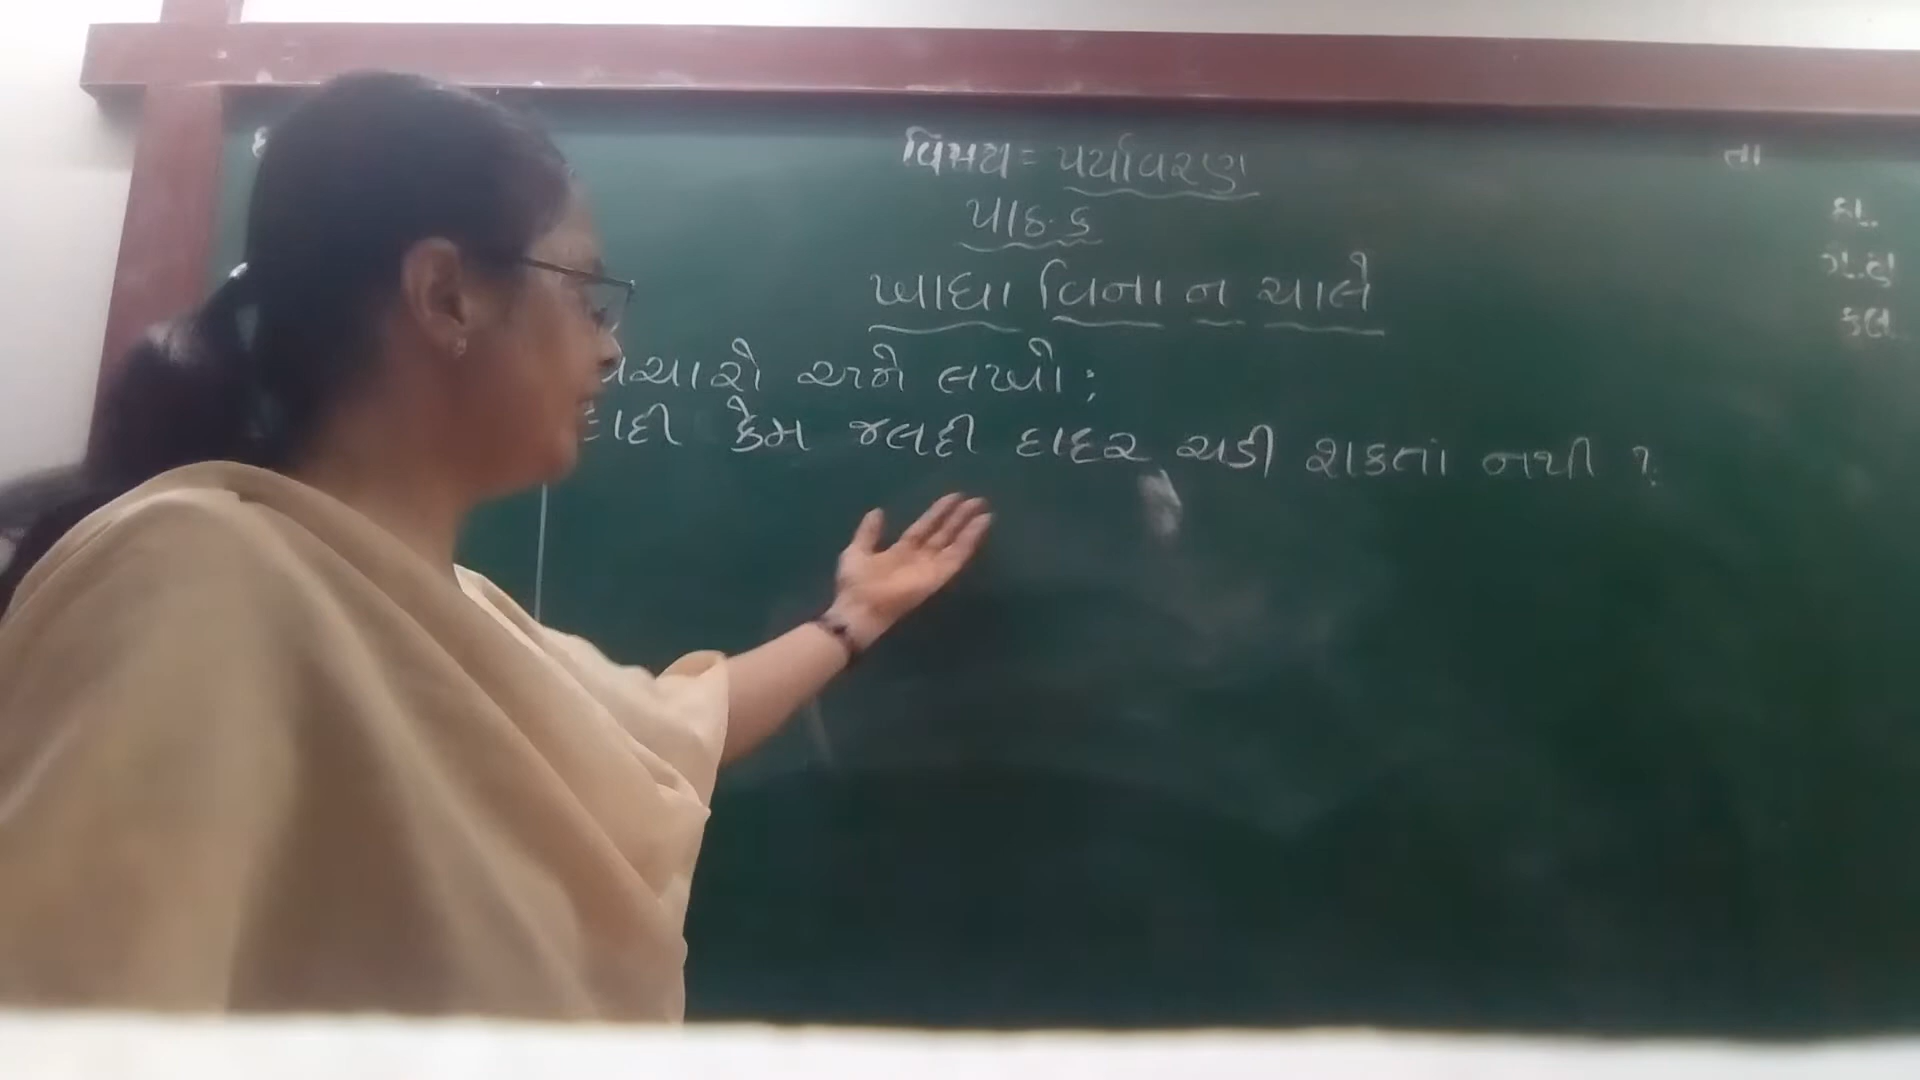 વિષય = પર્યાવરણ
તા
પાઠ.૬
ખાધા વિના ન ચાલે
અને લખો;
દાદી કેમ જલદી દાદર ચડી શકતાં નથી ?